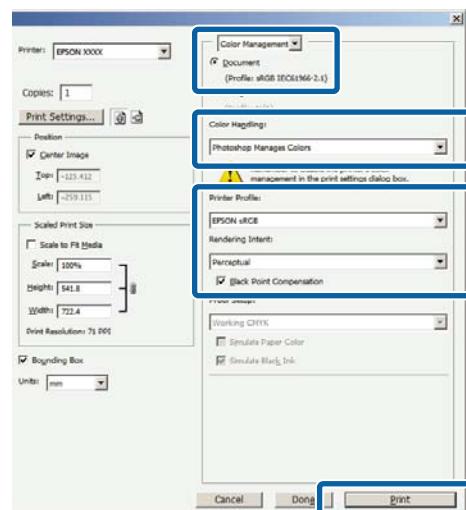 Printer: EPSON XXXX
Copies: 1
Print Settings...
Position
Center Image
Top: -125.412
Left: -259.115
Scaled Print Size
Scale to Fit Media
Scale: 100%
Height: 541.8
Width: 722.4
Print Resolution: 71 PPI
Bounding Box
Units: mm
Color Management
Document
(Profile: sRGB IEC61966-2.1)
Color Handling:
Photoshop Manages Colors
management in the print settings dialog box.
Printer Profile:
EPSON sRGB
Rendering Intent:
Perceptual
Black Point Compensation
Proof Setup:
Working CMYK
Simulate Paper Color
Simulate Black Ink
Cancel
Done
Print